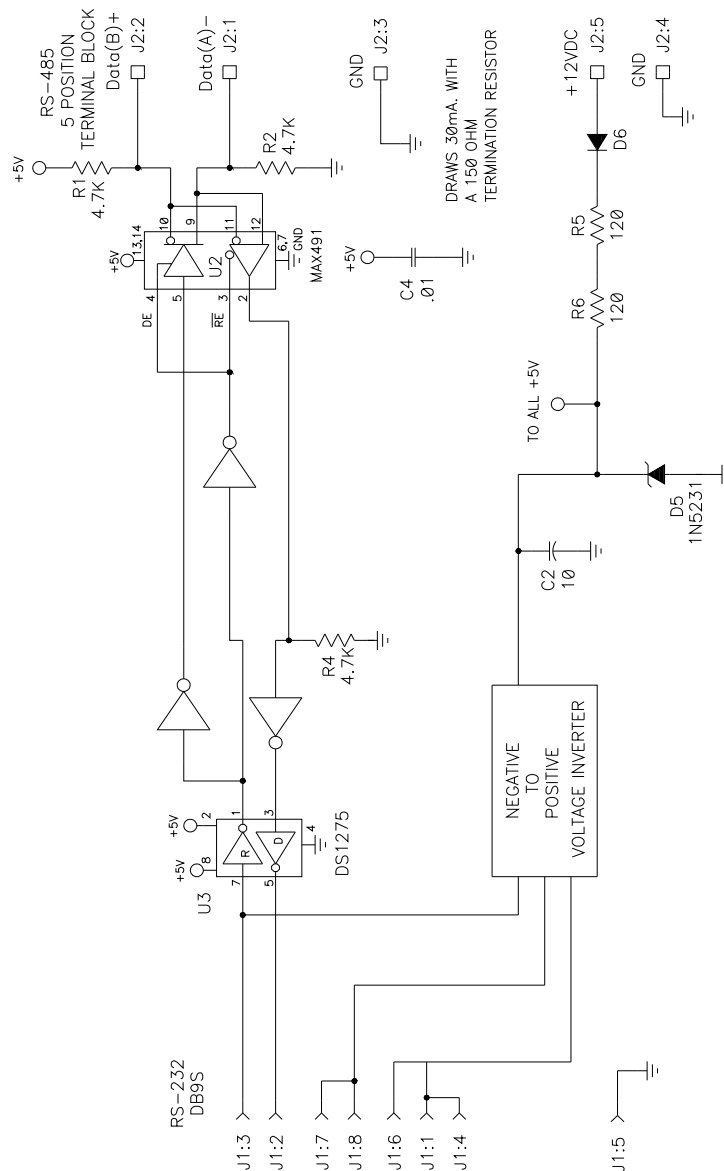 RS-232
DB9S
J1:3
J1:2
J1:7
J1:8
J1:6
J1:1
J1:4
J1:5
U3
+5V
8
+5V
2
7
R
1
5
D
3
4
DS1275
R4
4.7K
NEGATIVE
TO
POSITIVE
VOLTAGE INVERTER
C2
10
D5
1N5231
TO ALL +5V
R6
120
R5
120
D6
+12VDC
J2:5
GND
J2:4
DE
4
5
RE
3
2
+5V
13,14
U2
10
9
11
12
6,7
GND
MAX491
+5V
R1
4.7K
R2
4.7K
RS-485
5 POSITION
TERMINAL BLOCK
Data(B)+
J2:2
Data(A)-
J2:1
GND
J2:3
+5V
C4
.01
DRAWS 30mA. WITH
A 150 OHM
TERMINATION RESISTOR